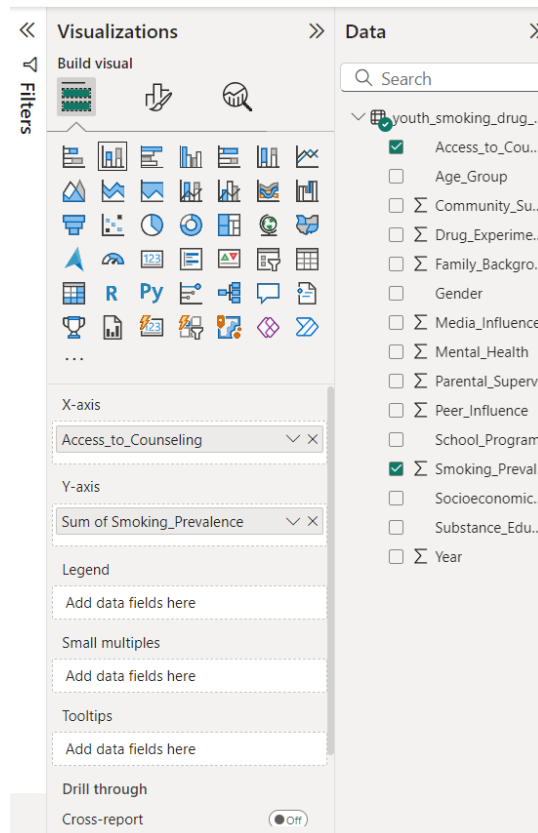 Filters
Visualizations
Build visual
123
R
Py
123
...
X-axis
Access_to_Counseling
Y-axis
Sum of Smoking_Prevalence
Legend
Add data fields here
Small multiples
Add data fields here
Tooltips
Add data fields here
Drill through
Cross-report
Off
Data
Search
youth_smoking_drug_...
Access_to_Cou...
Age_Group
Σ Community_Su...
Σ Drug_Experime...
Σ Family_Backgro...
Gender
Σ Media_Influence
Σ Mental_Health
Σ Parental_Superv
Σ Peer_Influence
School_Program
Σ Smoking_Preval
Socioeconomic...
Substance_Edu...
Σ Year